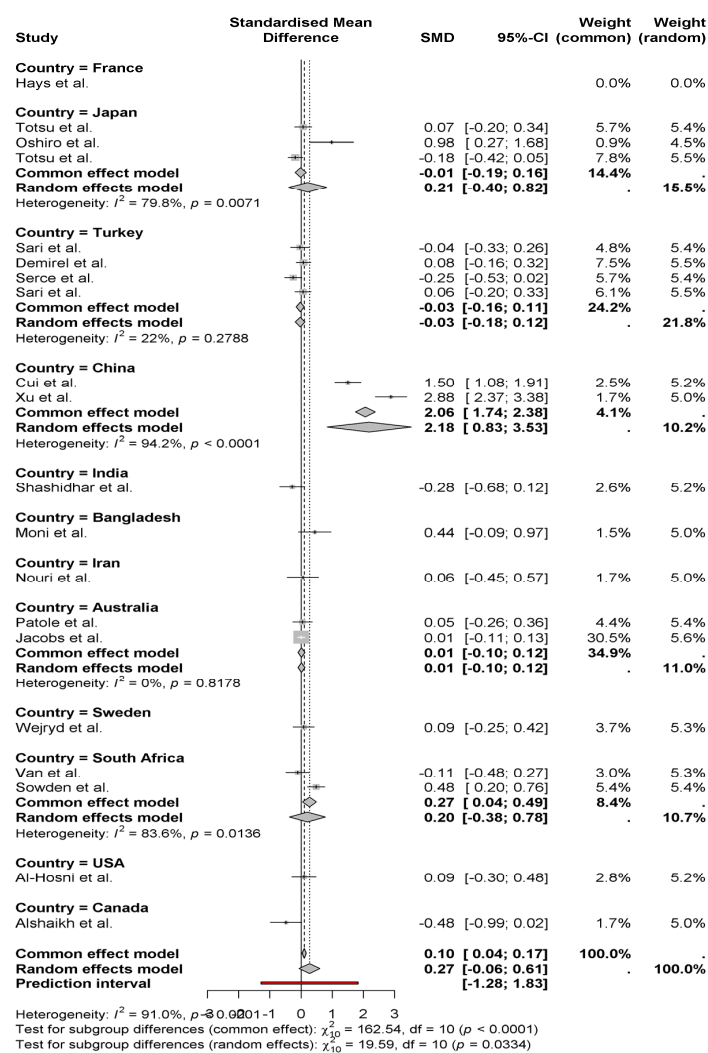 Standardised Mean Weight Weight
Study Difference SMD 95%-CI (common) (random)
Country = France
Hays et al. 0.0% 0.0%
Country = Japan
Totsu et al. 0.07 [-0.20; 0.34] 5.7% 5.4%
Oshiro et al. 0.98 [ 0.27; 1.68] 0.9% 4.5%
Totsu et al. -0.18 [-0.42; 0.05] 7.8% 5.5%
Common effect model -0.01 [-0.19; 0.16] 14.4% .
Random effects model 0.21 [-0.40; 0.82] . 15.5%
Heterogeneity: I² = 79.8%, p = 0.0071
Country = Turkey
Sari et al. -0.04 [-0.33; 0.26] 4.8% 5.4%
Demirel et al. 0.08 [-0.16; 0.32] 7.5% 5.5%
Serce et al. -0.25 [-0.53; 0.02] 5.7% 5.4%
Sari et al. 0.06 [-0.20; 0.33] 6.1% 5.5%
Common effect model -0.03 [-0.16; 0.11] 24.2% .
Random effects model -0.03 [-0.18; 0.12] . 21.8%
Heterogeneity: I² = 22%, p = 0.2788
Country = China
Cui et al. 1.50 [ 1.08; 1.91] 2.5% 5.2%
Xu et al. 2.88 [ 2.37; 3.38] 1.7% 5.0%
Common effect model 2.06 [ 1.74; 2.38] 4.1% .
Random effects model 2.18 [ 0.83; 3.53] . 10.2%
Heterogeneity: I² = 94.2%, p < 0.0001
Country = India
Shashidhar et al. -0.28 [-0.68; 0.12] 2.6% 5.2%
Country = Bangladesh
Moni et al. 0.44 [-0.09; 0.97] 1.5% 5.0%
Country = Iran
Nouri et al. 0.06 [-0.45; 0.57] 1.7% 5.0%
Country = Australia
Patole et al. 0.05 [-0.26; 0.36] 4.4% 5.4%
Jacobs et al. 0.01 [-0.11; 0.13] 30.5% 5.6%
Common effect model 0.01 [-0.10; 0.12] 34.9% .
Random effects model 0.01 [-0.10; 0.12] . 11.0%
Heterogeneity: I² = 0%, p = 0.8178
Country = Sweden
Wejryd et al. 0.09 [-0.25; 0.42] 3.7% 5.3%
Country = South Africa
Van et al. -0.11 [-0.48; 0.27] 3.0% 5.3%
Sowden et al. 0.48 [ 0.20; 0.76] 5.4% 5.4%
Common effect model 0.27 [ 0.04; 0.49] 8.4% .
Random effects model 0.20 [-0.38; 0.78] . 10.7%
Heterogeneity: I² = 83.6%, p = 0.0136
Country = USA
Al-Hosni et al. 0.09 [-0.30; 0.48] 2.8% 5.2%
Country = Canada
Alshaikh et al. -0.48 [-0.99; 0.02] 1.7% 5.0%
Common effect model 0.10 [ 0.04; 0.17] 100.0% .
Random effects model 0.27 [-0.06; 0.61] . 100.0%
Prediction interval [-1.28; 1.83]
-3 -2 -1 0 1 2 3
Heterogeneity: I² = 91.0%, p < 0.0001
Test for subgroup differences (common effect): χ²₁₀ = 162.54, df = 10 (p < 0.0001)
Test for subgroup differences (random effects): χ²₁₀ = 19.59, df = 10 (p = 0.0334)